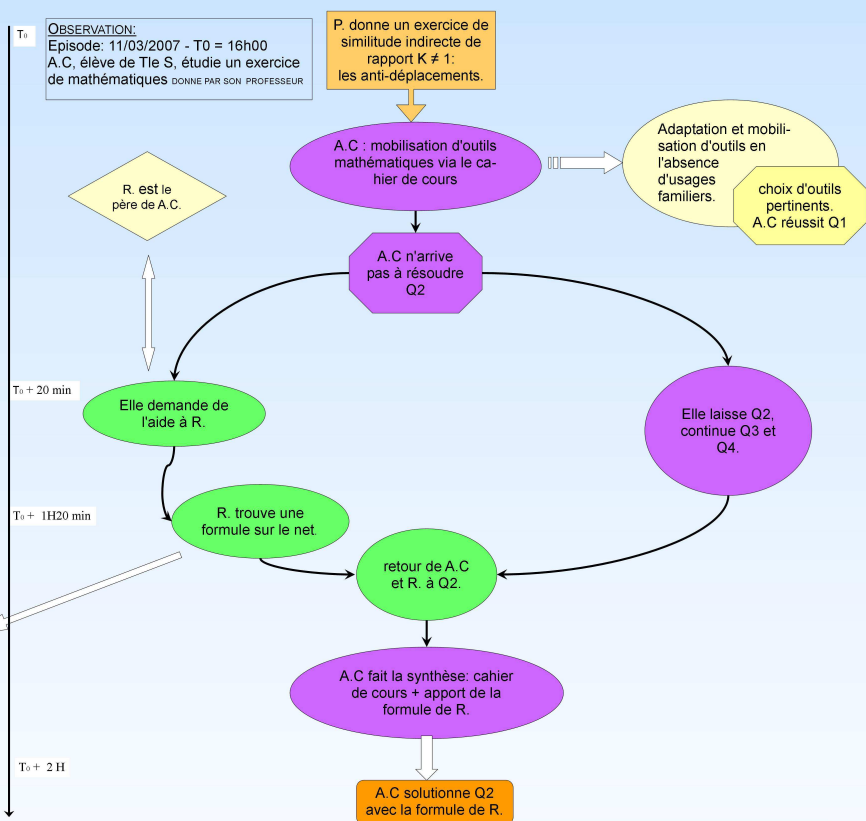 T0
OBSERVATION:
Episode: 11/03/2007 - T0 = 16h00
A.C, élève de Tle S, étudie un exercice
de mathématiques DONNE PAR SON PROFESSEUR
P. donne un exercice de
similitude indirecte de
rapport K ≠ 1:
les anti-déplacements.
A.C : mobilisation d'outils
mathématiques via le ca-
hier de cours
Adaptation et mobili-
sation d'outils en
l'absence
d'usages
familiers.
choix d'outils
pertinents.
A.C réussit Q1
R. est le
père de A.C.
A.C n'arrive
pas à résoudre
Q2
T0 + 20 min
Elle demande de
l'aide à R.
Elle laisse Q2,
continue Q3 et
Q4.
T0 + 1H20 min
R. trouve une
formule sur le net.
retour de A.C
et R. à Q2.
A.C fait la synthèse: cahier
de cours + apport de la
formule de R.
T0 + 2 H
A.C solutionne Q2
avec la formule de R.